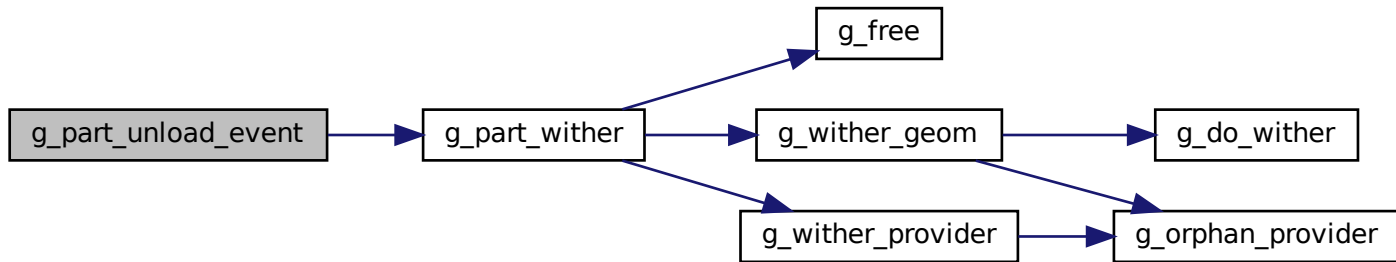 g_free
g_part_unload_event
g_part_wither
g_wither_geom
g_do_wither
g_wither_provider
g_orphan_provider